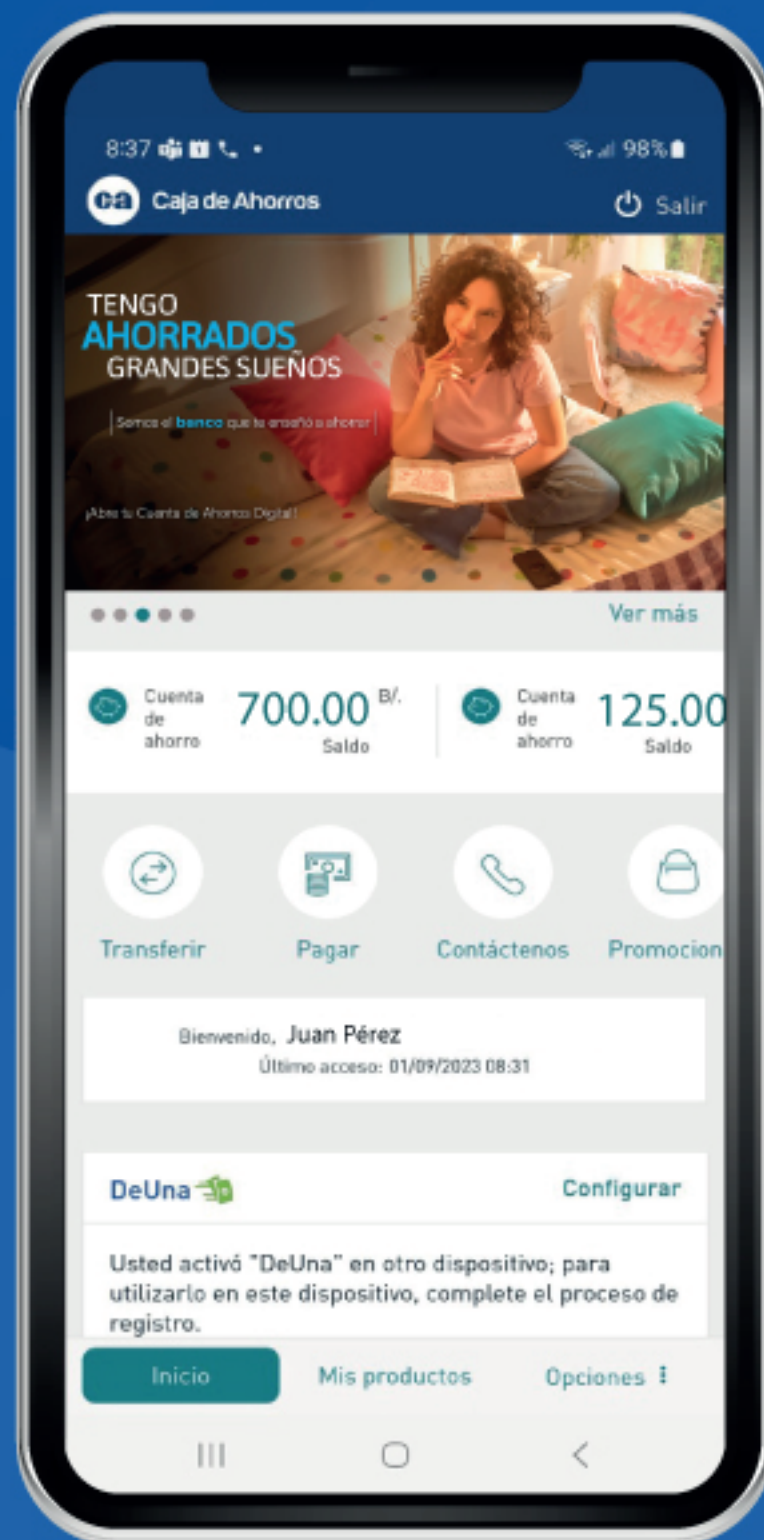 8:37
98%
ca Caja de Ahorros
Salir
TENGO
AHORRADOS
GRANDES SUEÑOS
Somos el banco que te enseñó a ahorrar
¡Abre tu Cuenta de Ahorros Digital!
Ver más
Cuenta
de
ahorro
700.00 B/.
Saldo
Cuenta
de
ahorro
125.00
Saldo
Transferir
Pagar
Contáctenos
Promocion
Bienvenido, Juan Pérez
Último acceso: 01/09/2023 08:31
DeUna
Configurar
Usted activó "DeUna" en otro dispositivo; para
utilizarlo en este dispositivo, complete el proceso de
registro.
Inicio
Mis productos
Opciones